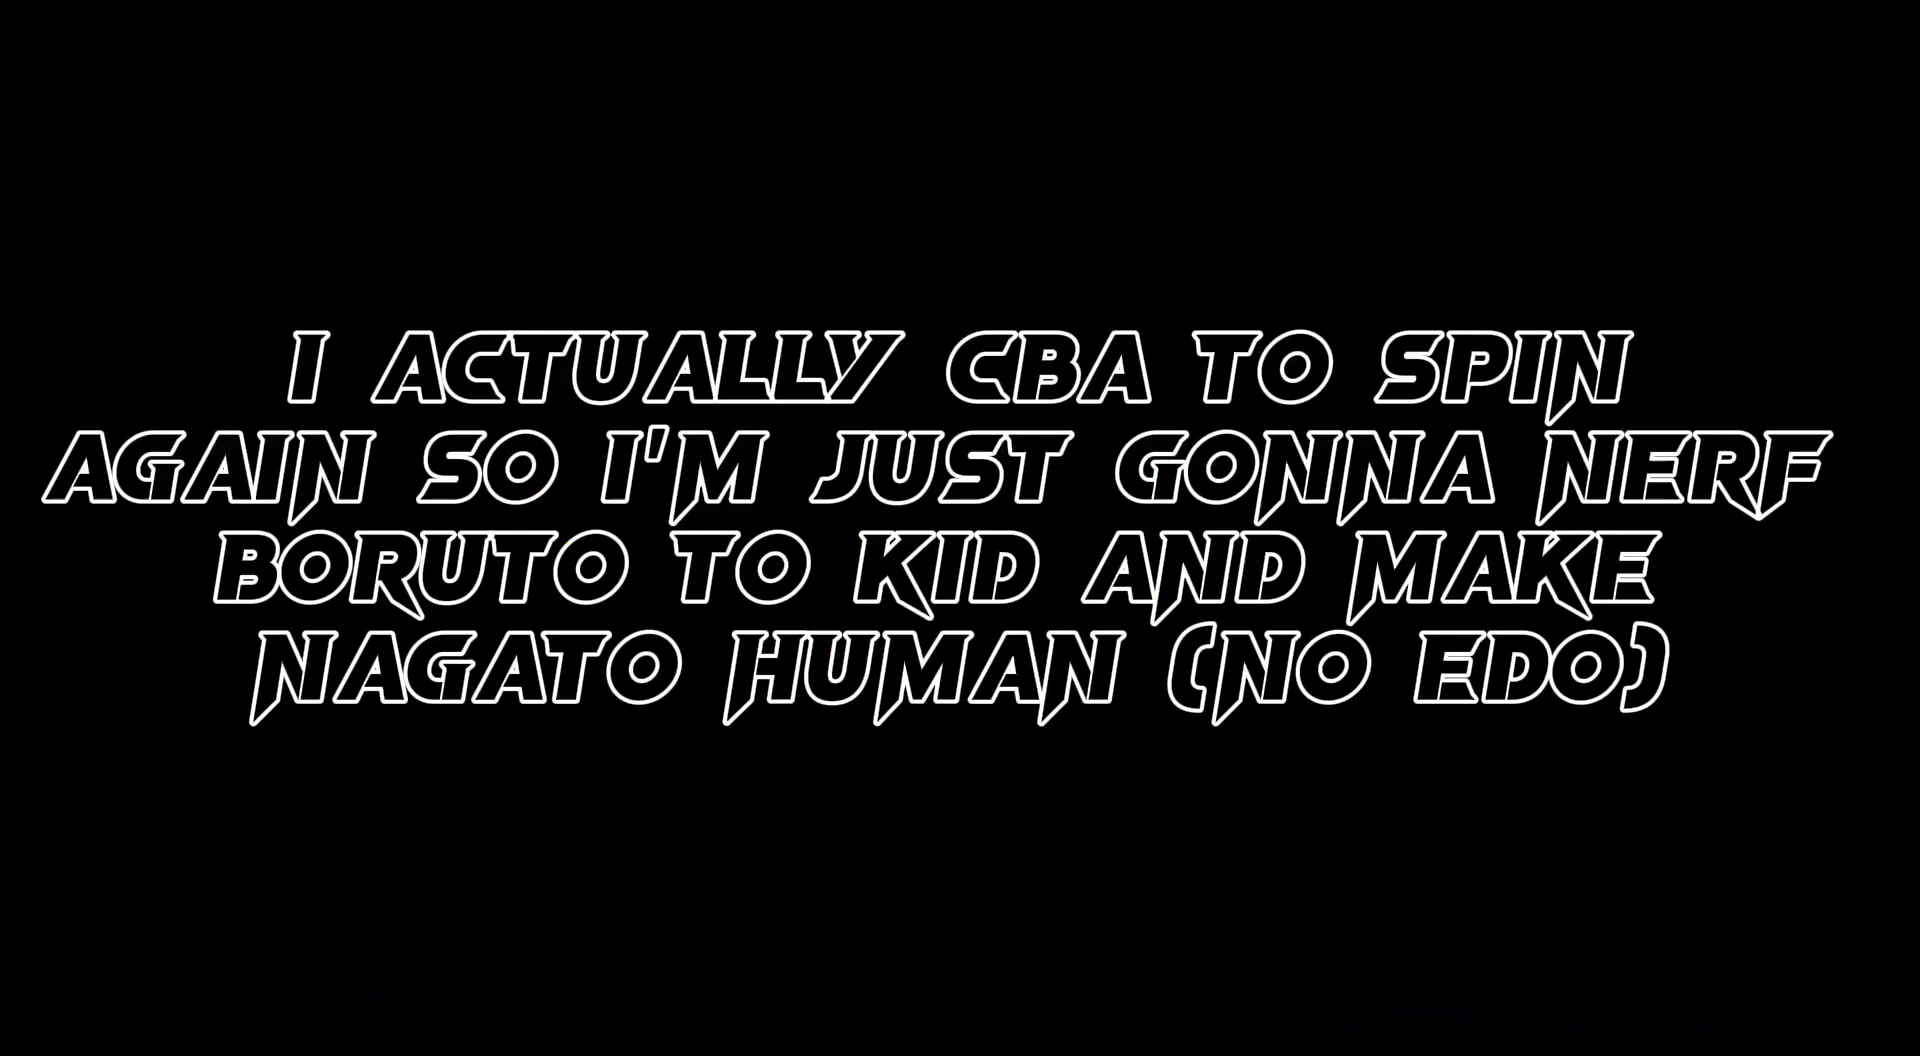 I ACTUALLY CBA TO SPIN
AGAIN SO I'M JUST GONNA NERF
BORUTO TO KID AND MAKE
NAGATO HUMAN (NO EDO)